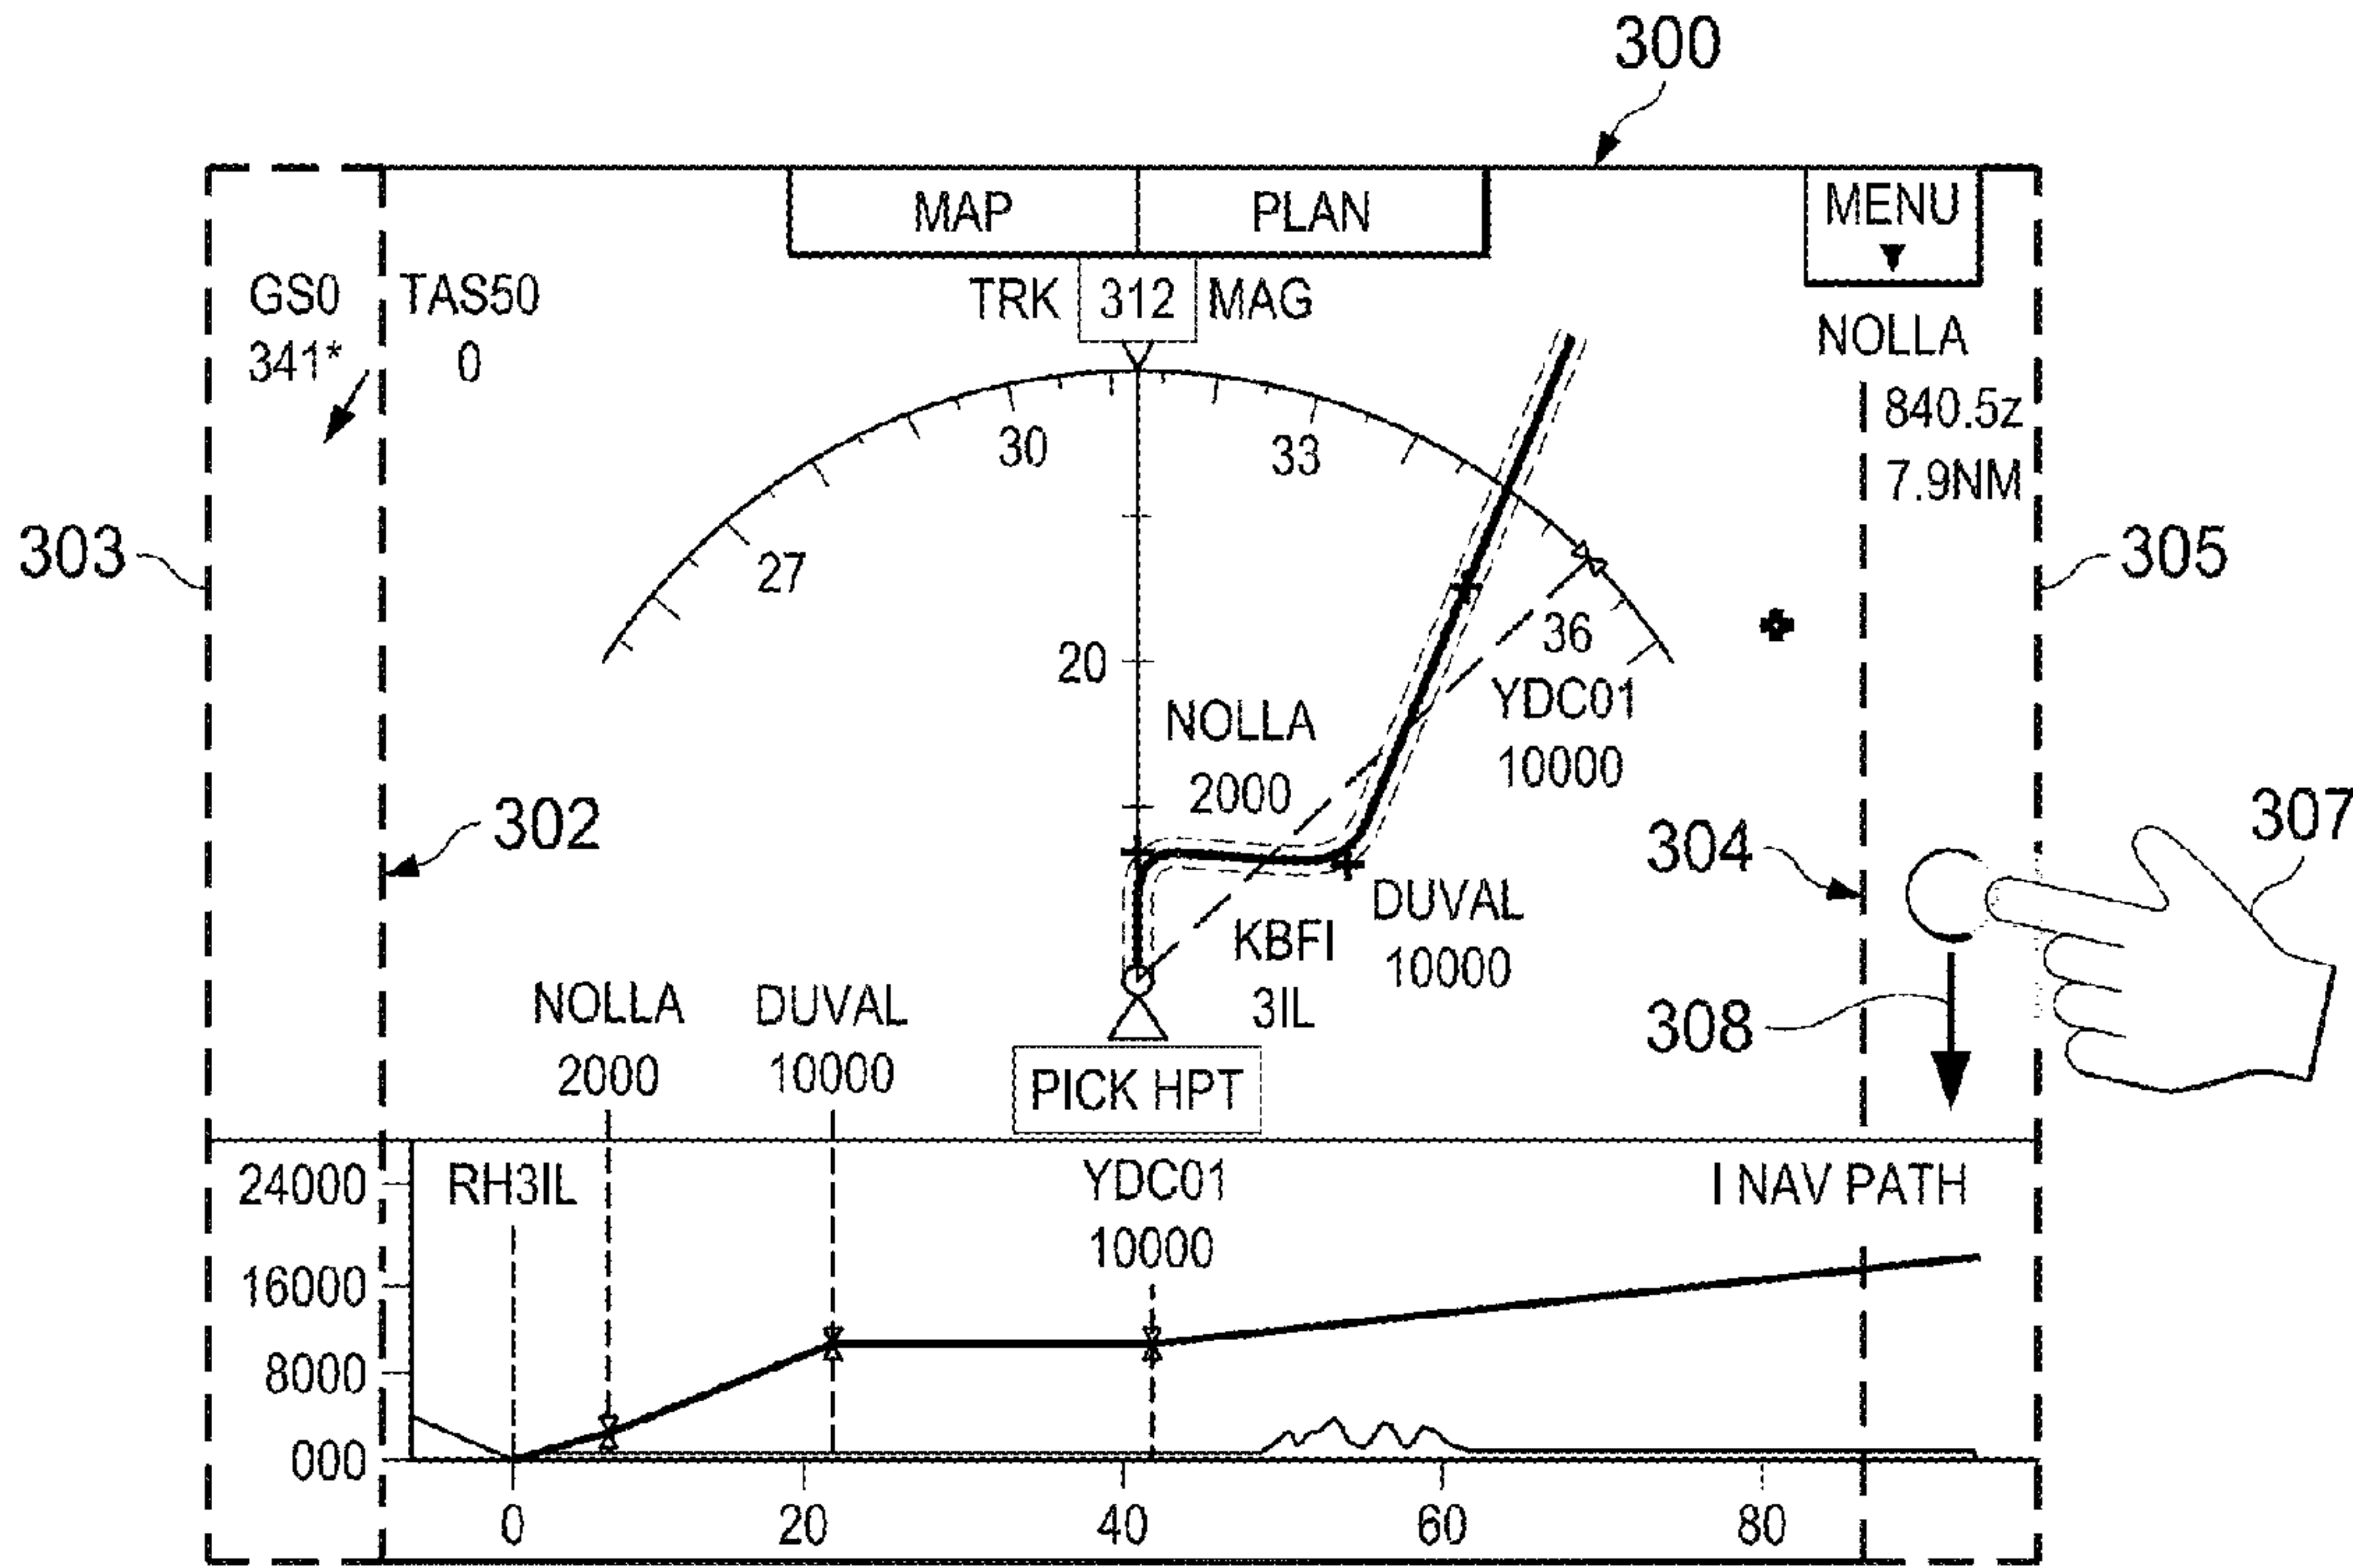 300
MAP PLAN MENU
GS0 TAS50 TRK 312 MAG
341* 0
NOLLA
840.5z
7.9NM
30 33
27 36
303 305
20
YDC01
10000
NOLLA
2000
302 304 307
DUVAL
10000
KBFI
3IL
308
NOLLA
2000
DUVAL
10000
PICK HPT
24000 RH3IL YDC01 I NAV PATH
10000
16000
8000
000
0 20 40 60 80